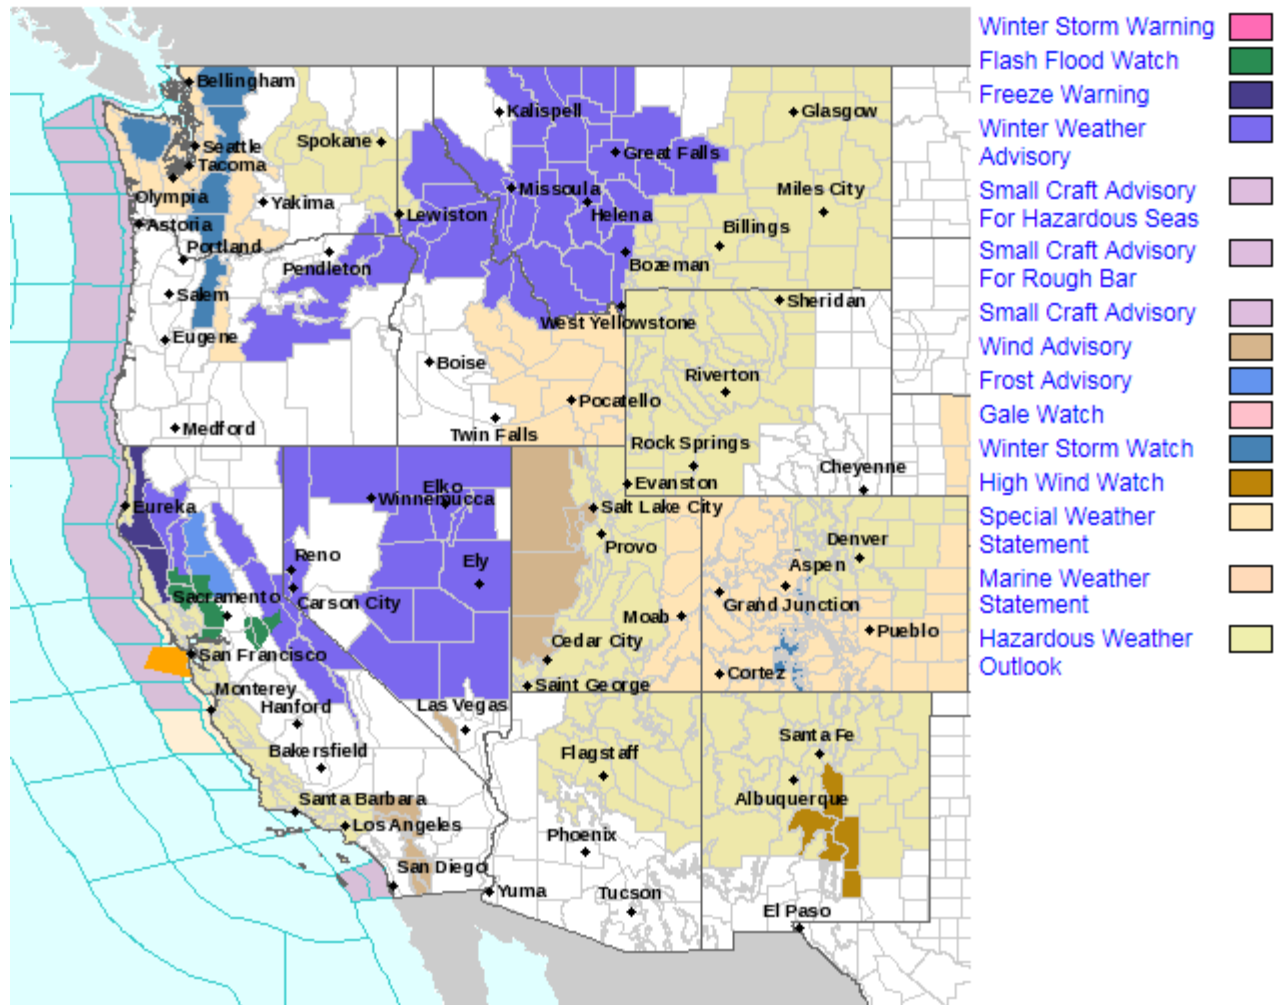 Winter Storm Warning
Flash Flood Watch
Freeze Warning
Winter Weather
Advisory
Small Craft Advisory
For Hazardous Seas
Small Craft Advisory
For Rough Bar
Small Craft Advisory
Wind Advisory
Frost Advisory
Gale Watch
Winter Storm Watch
High Wind Watch
Special Weather
Statement
Marine Weather
Statement
Hazardous Weather
Outlook
Bellingham
Kalispell
Glasgow
Seattle
Spokane
Great Falls
Tacoma
Olympia
Missoula
Miles City
Yakima
Lewiston
Helena
Astoria
Billings
Portland
Pendleton
Bozeman
Salem
Sheridan
West Yellowstone
Eugene
Boise
Riverton
Pocatello
Medford
Twin Falls
Rock Springs
Cheyenne
Evanston
Elko
Winnemucca
Eureka
Salt Lake City
Provo
Denver
Reno
Ely
Aspen
Sacramento
Carson City
Grand Junction
Moab
Pueblo
Cedar City
San Francisco
Cortez
Saint George
Monterey
Hanford
Las Vegas
Santa Fe
Bakersfield
Flagstaff
Albuquerque
Santa Barbara
Los Angeles
Phoenix
San Diego
Yuma
Tucson
El Paso